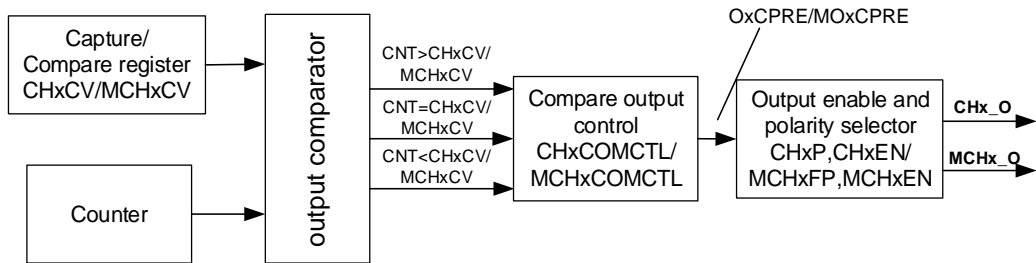 Capture/
Compare register
CHxCV/MCHxCV
Counter
output comparator
CNT>CHxCV/
MCHxCV
CNT=CHxCV/
MCHxCV
CNT<CHxCV/
MCHxCV
Compare output
control
CHxCOMCTL/
MCHxCOMCTL
OxCPRE/MOxCPRE
Output enable and
polarity selector
CHxP,CHxEN/
MCHxFP,MCHxEN
CHx_O
MCHx_O